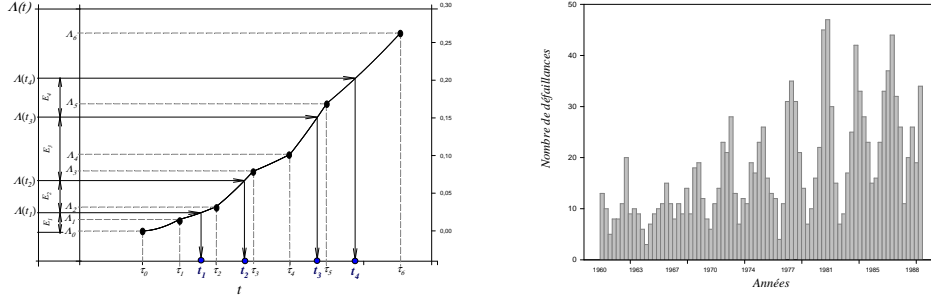 Λ(t)
Λ6
Λ(t4)
Λ5
Λ(t3)
Λ4
Λ3
Λ(t2)
Λ2
Λ(t1)
Λ1
Λ0
E4
E3
E2
E1
0,30
0,25
0,20
0,15
0,10
0,05
0,00
τ0 τ1 t1 τ2 t2 τ3 τ4 t3 τ5 t4 τ6
t
Nombre de défaillances
50
40
30
20
10
0
1960 1963 1967 1970 1974 1977 1981 1985 1988
Années